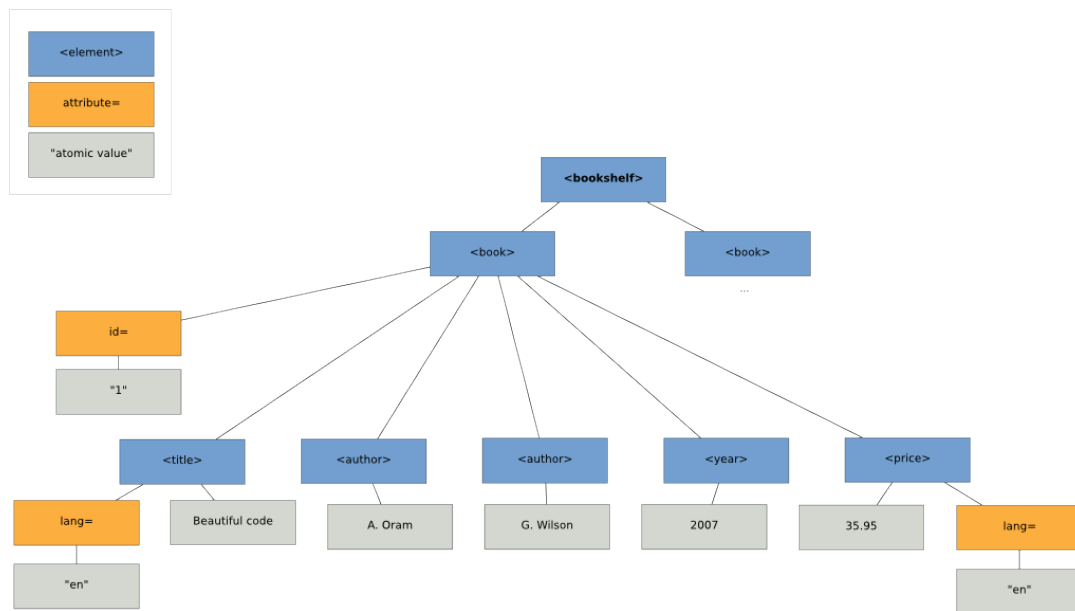 <element>
attribute=
"atomic value"
<bookshelf>
<book>
<book>
...
id=
"1"
<title>
<author>
<author>
<year>
<price>
lang=
Beautiful code
A. Oram
G. Wilson
2007
35.95
lang=
"en"
"en"